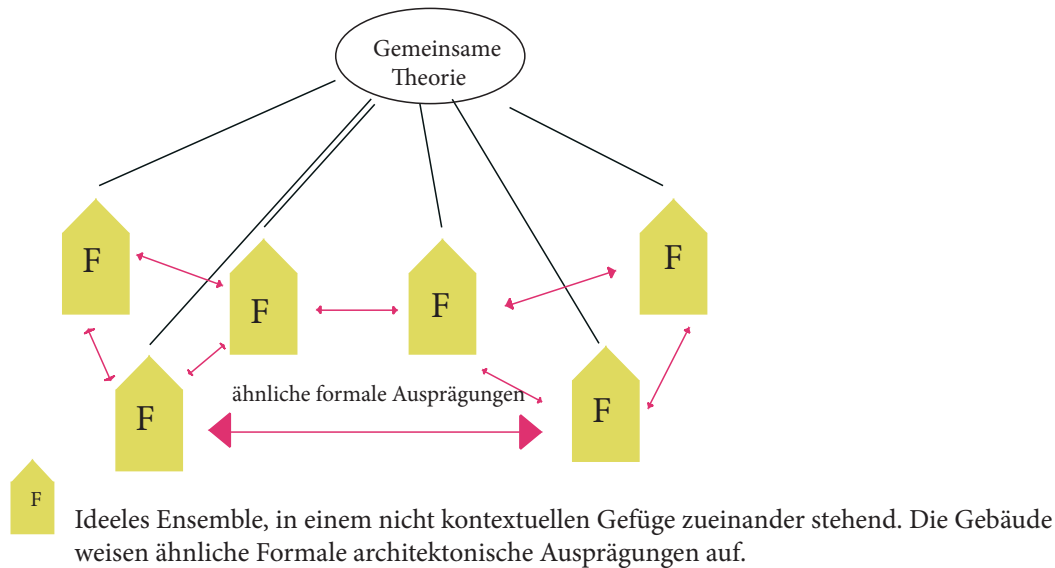 Gemeinsame
Theorie
F
F
F
F
F
F
ähnliche formale Ausprägungen
F
Ideeles Ensemble, in einem nicht kontextuellen Gefüge zueinander stehend. Die Gebäude
weisen ähnliche Formale architektonische Ausprägungen auf.